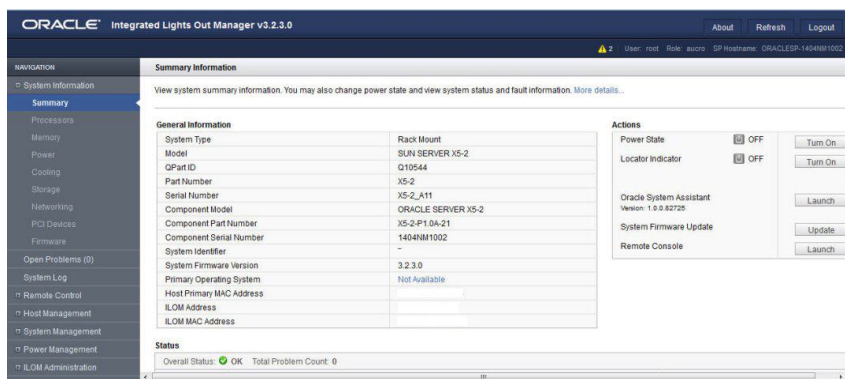 ORACLE® Integrated Lights Out Manager v3.2.3.0
About Refresh Logout
2 User: root Role: aucro SP Hostname: ORACLESP-1404NM1002
NAVIGATION
System Information
Summary
Processors
Memory
Power
Cooling
Storage
Networking
PCI Devices
Firmware
Open Problems (0)
System Log
Remote Control
Host Management
System Management
Power Management
ILOM Administration
Summary Information
View system summary information. You may also change power state and view system status and fault information. More details...
General Information
System Type Rack Mount
Model SUN SERVER X5-2
QPart ID Q10544
Part Number X5-2
Serial Number X5-2_A11
Component Model ORACLE SERVER X5-2
Component Part Number X5-2-P1.0A-21
Component Serial Number 1404NM1002
System Identifier -
System Firmware Version 3.2.3.0
Primary Operating System Not Available
Host Primary MAC Address
ILOM Address
ILOM MAC Address
Actions
Power State OFF Turn On
Locator Indicator OFF Turn On
Oracle System Assistant Launch
Version: 1.0.0.82725
System Firmware Update Update
Remote Console Launch
Status
Overall Status: OK Total Problem Count: 0